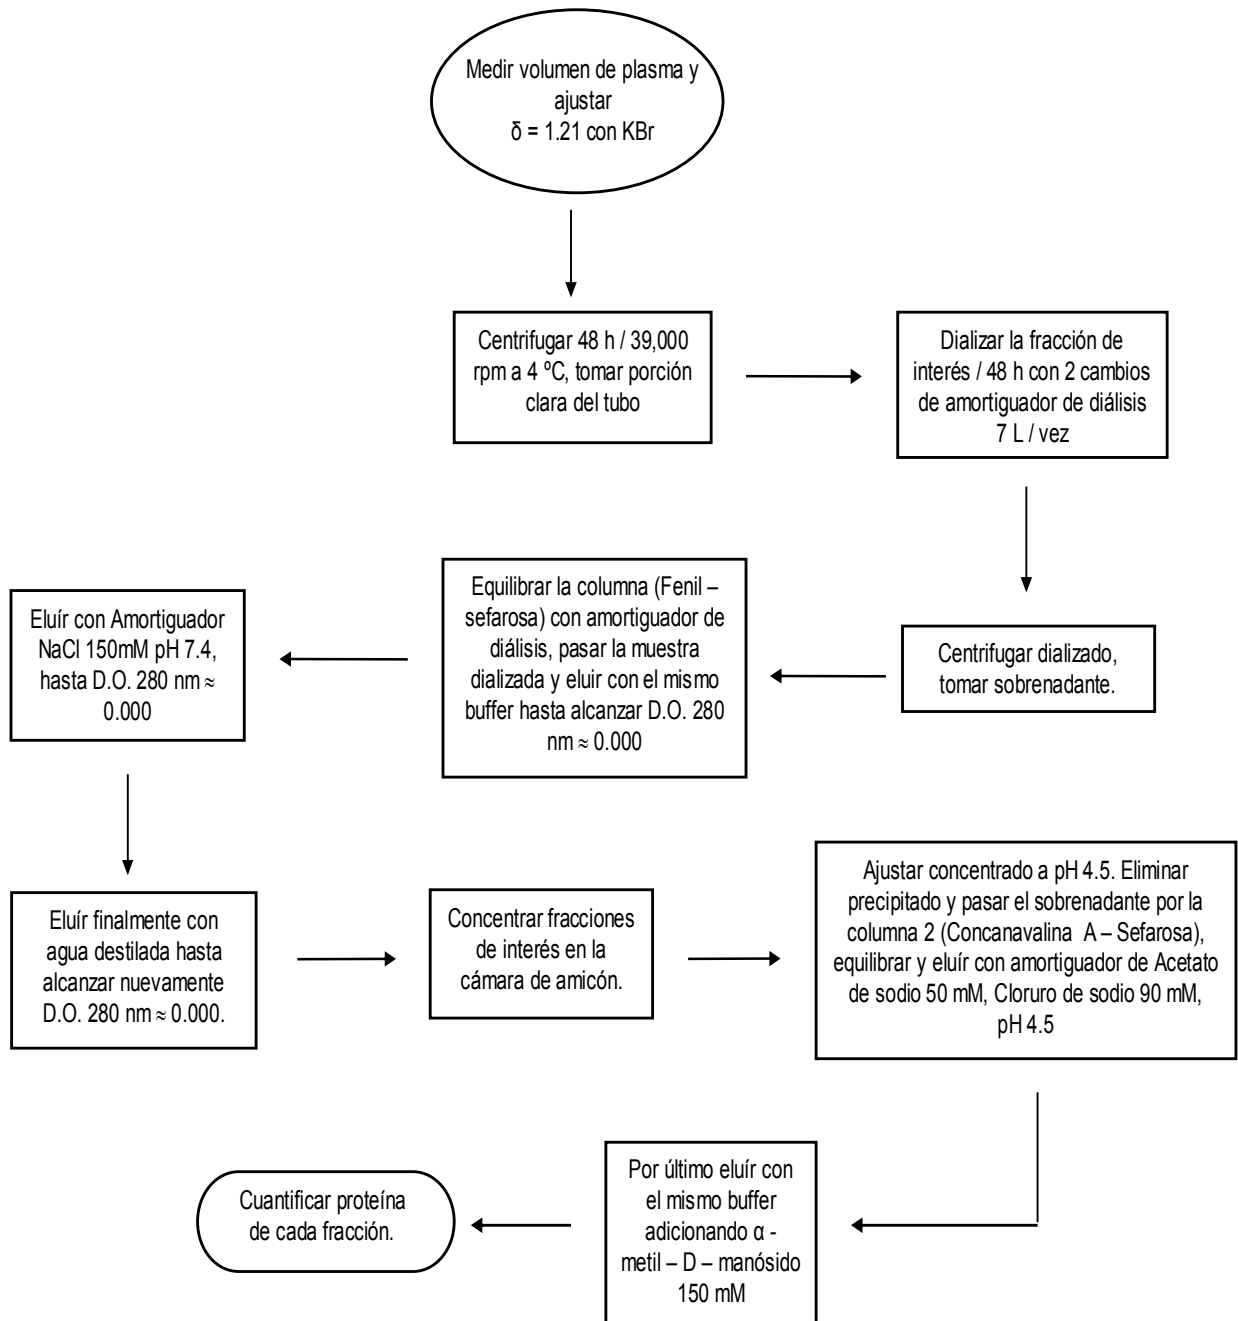 Medir volumen de plasma y
ajustar
δ = 1.21 con KBr
Centrifugar 48 h / 39,000
rpm a 4 ºC, tomar porción
clara del tubo
Dializar la fracción de
interés / 48 h con 2 cambios
de amortiguador de diálisis
7 L / vez
Centrifugar dializado,
tomar sobrenadante.
Equilibrar la columna (Fenil –
sefarosa) con amortiguador de
diálisis, pasar la muestra
dializada y eluir con el mismo
buffer hasta alcanzar D.O. 280
nm ≈ 0.000
Eluír con Amortiguador
NaCl 150mM pH 7.4,
hasta D.O. 280 nm ≈
0.000
Eluír finalmente con
agua destilada hasta
alcanzar nuevamente
D.O. 280 nm ≈ 0.000.
Concentrar fracciones
de interés en la
cámara de amicón.
Ajustar concentrado a pH 4.5. Eliminar
precipitado y pasar el sobrenadante por la
columna 2 (Concanavalina A – Sefarosa),
equilibrar y eluír con amortiguador de Acetato
de sodio 50 mM, Cloruro de sodio 90 mM,
pH 4.5
Por último eluír con
el mismo buffer
adicionando α -
metil – D – manósido
150 mM
Cuantificar proteína
de cada fracción.